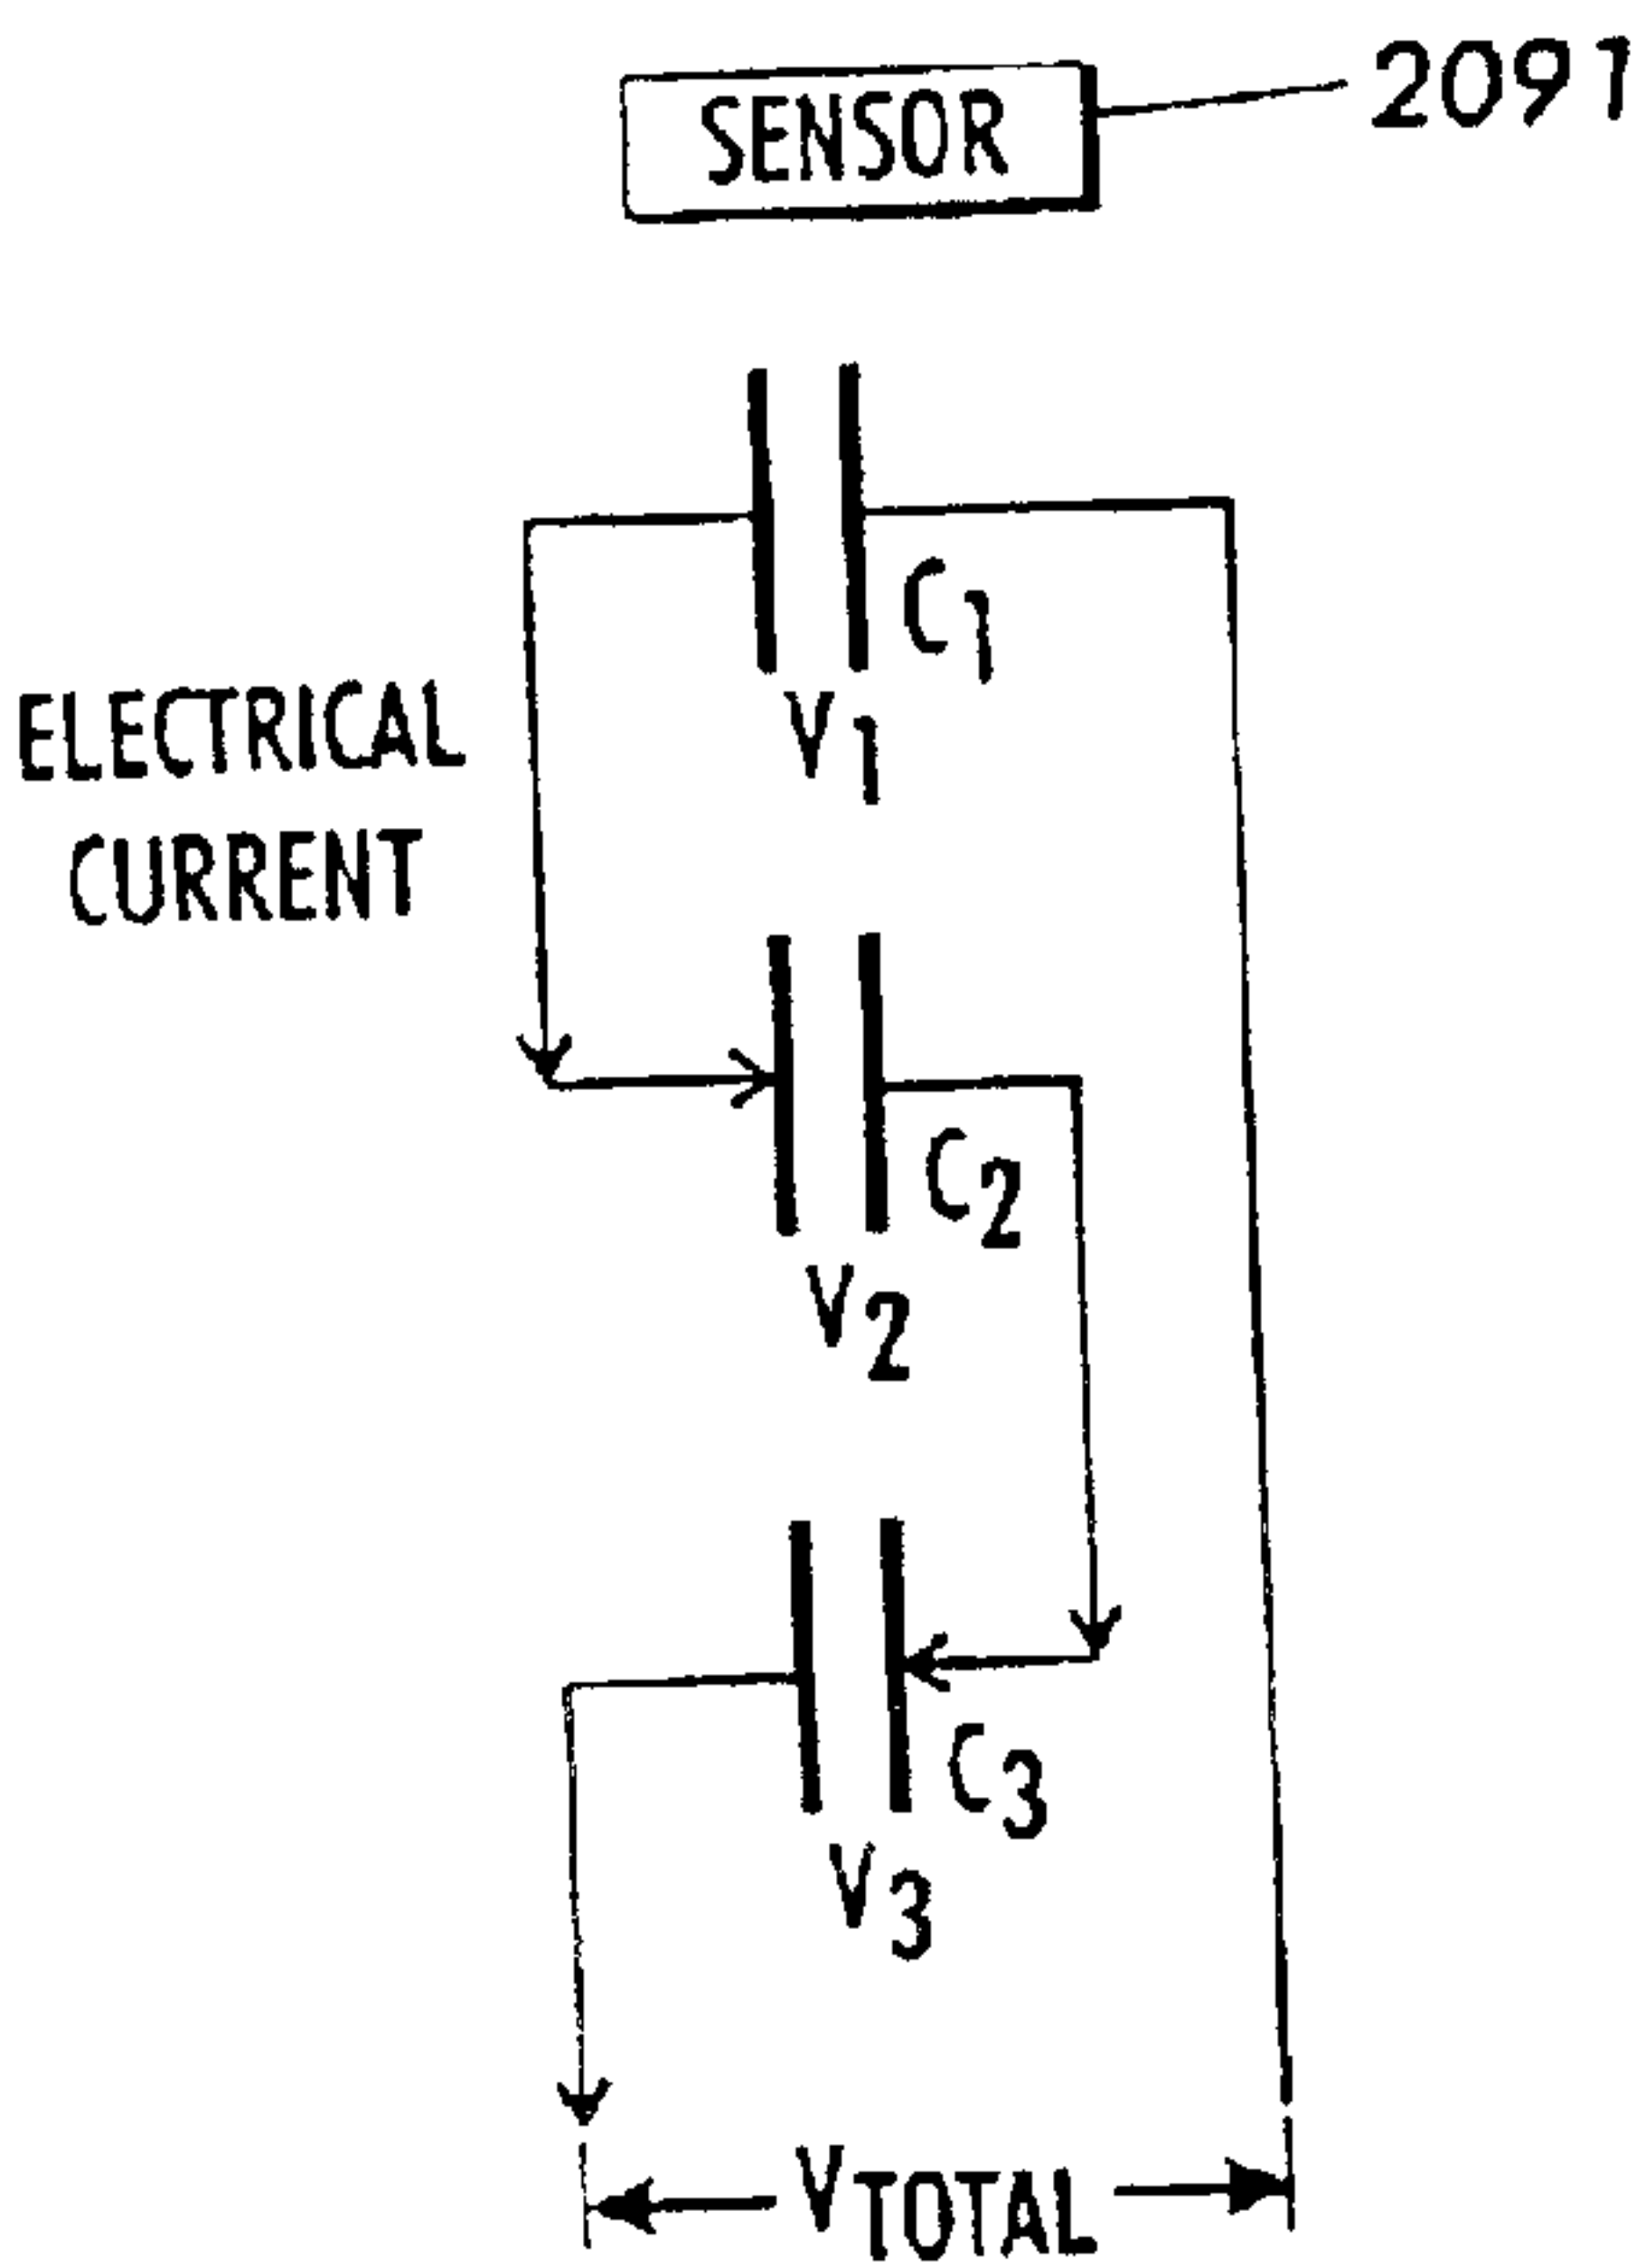 SENSOR 2091
C1
V1
ELECTRICAL
CURRENT
C2
V2
C3
V3
VTOTAL